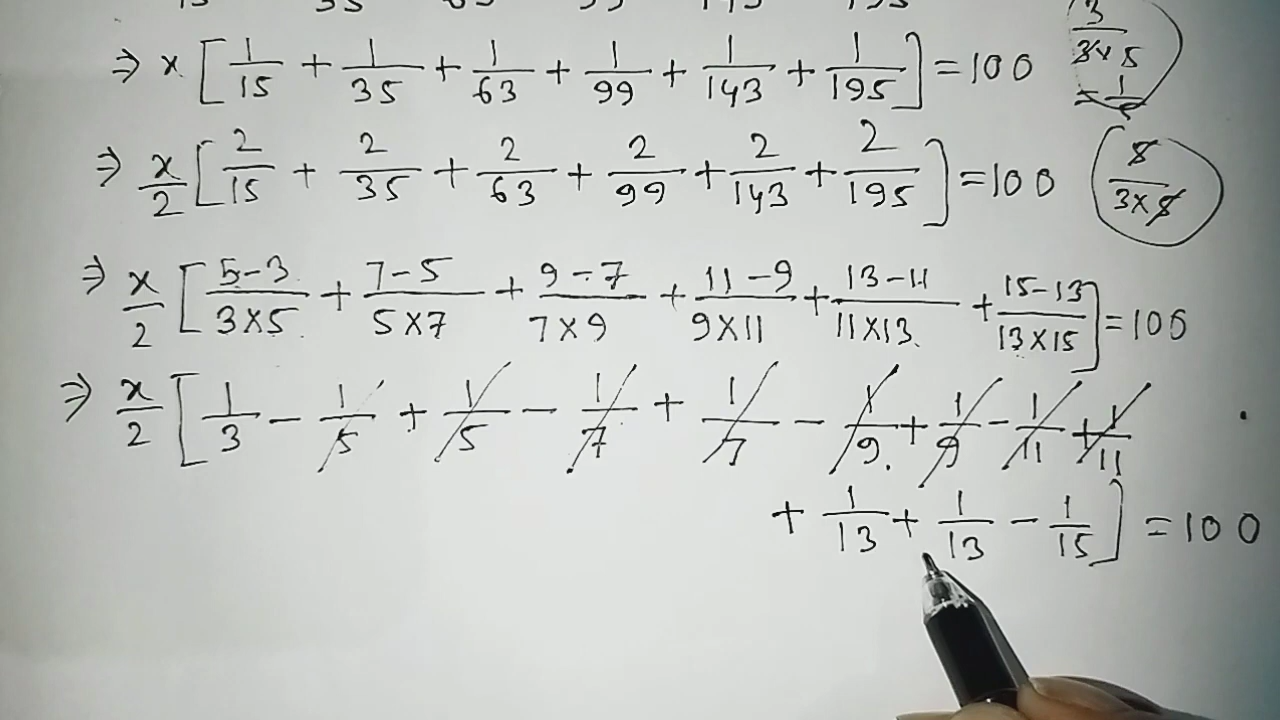 ⇒ x [ 1/15 + 1/35 + 1/63 + 1/99 + 1/143 + 1/195 ] = 100
3/3×5
= 1/5
⇒ x/2 [ 2/15 + 2/35 + 2/63 + 2/99 + 2/143 + 2/195 ] = 100
8/3×8
⇒ x/2 [ 5-3/3×5 + 7-5/5×7 + 9-7/7×9 + 11-9/9×11 + 13-11/11×13 + 15-13/13×15 ] = 100
⇒ x/2 [ 1/3 - 1/5 + 1/5 - 1/7 + 1/7 - 1/9 + 1/9 - 1/11 + 1/11
+ 1/13 + 1/13 - 1/15 ] = 100